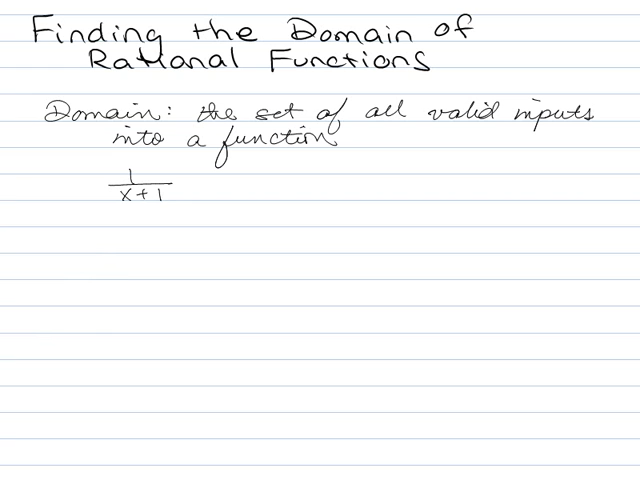 Finding the Domain of
Rational Functions
Domain: the set of all valid inputs
into a function
1
x + 1